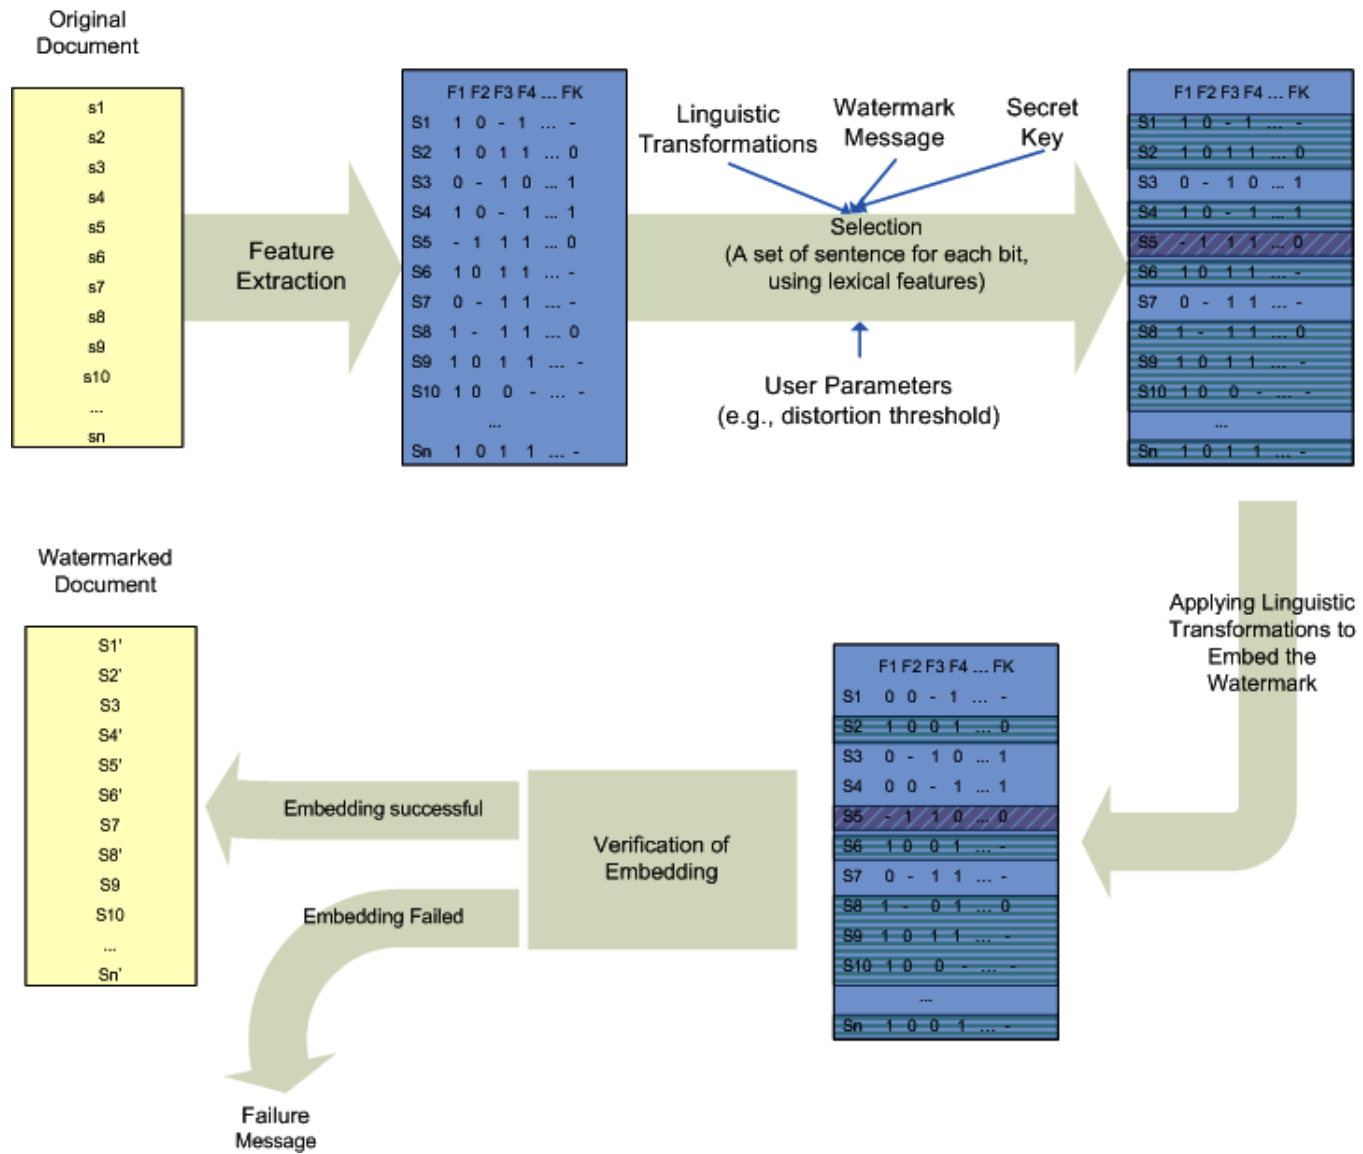 Original
Document
s1
s2
s3
s4
s5
s6
s7
s8
s9
s10
...
sn
Feature
Extraction
F1 F2 F3 F4 ... FK
S1 1 0 - 1 ... -
S2 1 0 1 1 ... 0
S3 0 - 1 0 ... 1
S4 1 0 - 1 ... 1
S5 - 1 1 1 ... 0
S6 1 0 1 1 ... -
S7 0 - 1 1 ... -
S8 1 - 1 1 ... 0
S9 1 0 1 1 ... -
S10 1 0 0 - ... -
...
Sn 1 0 1 1 ... -
Linguistic
Transformations
Watermark
Message
Secret
Key
Selection
(A set of sentence for each bit,
using lexical features)
User Parameters
(e.g., distortion threshold)
F1 F2 F3 F4 ... FK
S1 1 0 - 1 ... -
S2 1 0 1 1 ... 0
S3 0 - 1 0 ... 1
S4 1 0 - 1 ... 1
S5 - 1 1 1 ... 0
S6 1 0 1 1 ... -
S7 0 - 1 1 ... -
S8 1 - 1 1 ... 0
S9 1 0 1 1 ... -
S10 1 0 0 - ... -
...
Sn 1 0 1 1 ... -
Applying Linguistic
Transformations to
Embed the
Watermark
F1 F2 F3 F4 ... FK
S1 0 0 - 1 ... -
S2 1 0 0 1 ... 0
S3 0 - 1 0 ... 1
S4 0 0 - 1 ... 1
S5 - 1 1 0 ... 0
S6 1 0 0 1 ... -
S7 0 - 1 1 ... -
S8 1 - 0 1 ... 0
S9 1 0 1 1 ... -
S10 1 0 0 - ... -
...
Sn 1 0 0 1 ... -
Verification of
Embedding
Embedding successful
Embedding Failed
Failure
Message
Watermarked
Document
S1'
S2'
S3
S4'
S5'
S6'
S7
S8'
S9
S10
...
Sn'